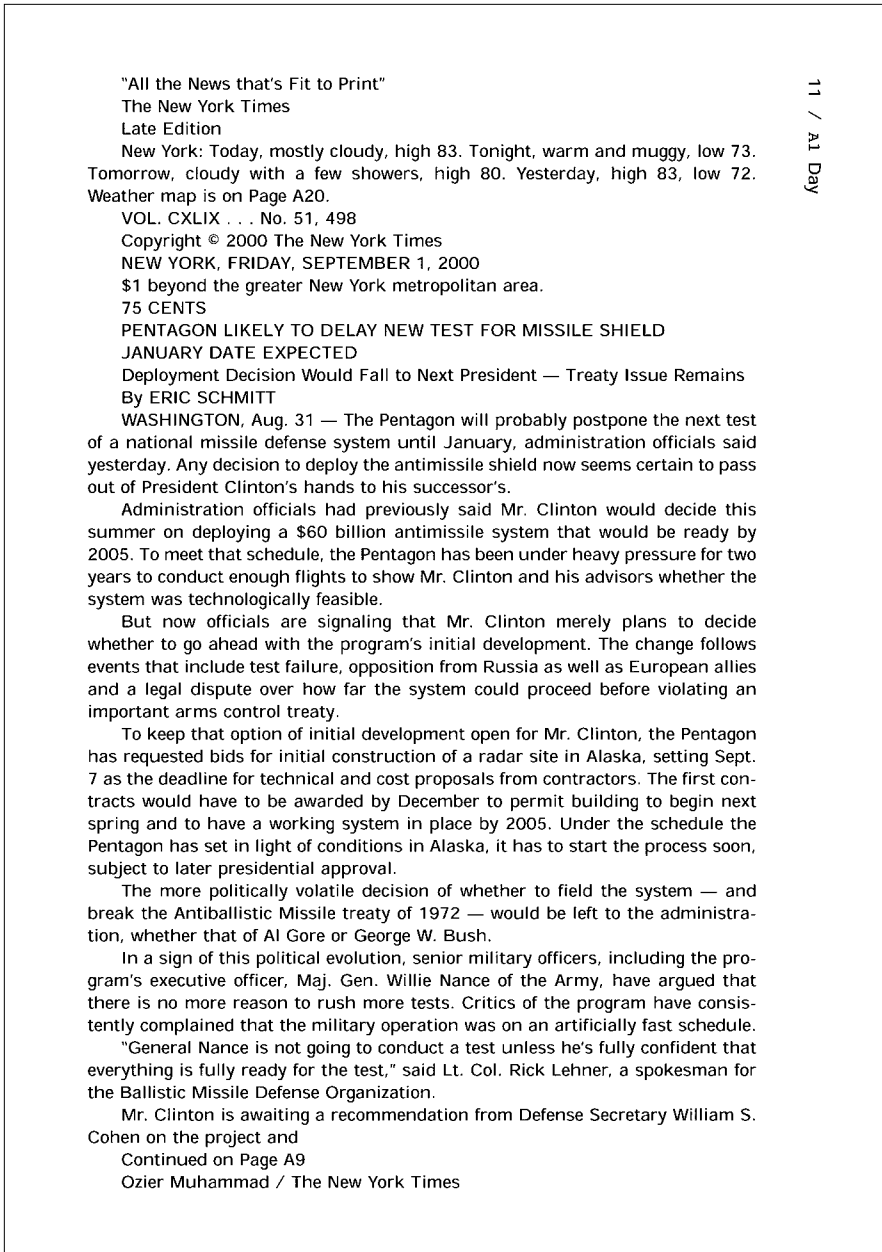 "All the News that's Fit to Print"
The New York Times
Late Edition
New York: Today, mostly cloudy, high 83. Tonight, warm and muggy, low 73.
Tomorrow, cloudy with a few showers, high 80. Yesterday, high 83, low 72.
Weather map is on Page A20.
VOL. CXLIX . . . No. 51, 498
Copyright © 2000 The New York Times
NEW YORK, FRIDAY, SEPTEMBER 1, 2000
$1 beyond the greater New York metropolitan area.
75 CENTS
PENTAGON LIKELY TO DELAY NEW TEST FOR MISSILE SHIELD
JANUARY DATE EXPECTED
Deployment Decision Would Fall to Next President — Treaty Issue Remains
By ERIC SCHMITT
WASHINGTON, Aug. 31 — The Pentagon will probably postpone the next test
of a national missile defense system until January, administration officials said
yesterday. Any decision to deploy the antimissile shield now seems certain to pass
out of President Clinton's hands to his successor's.
Administration officials had previously said Mr. Clinton would decide this
summer on deploying a $60 billion antimissile system that would be ready by
2005. To meet that schedule, the Pentagon has been under heavy pressure for two
years to conduct enough flights to show Mr. Clinton and his advisors whether the
system was technologically feasible.
But now officials are signaling that Mr. Clinton merely plans to decide
whether to go ahead with the program's initial development. The change follows
events that include test failure, opposition from Russia as well as European allies
and a legal dispute over how far the system could proceed before violating an
important arms control treaty.
To keep that option of initial development open for Mr. Clinton, the Pentagon
has requested bids for initial construction of a radar site in Alaska, setting Sept.
7 as the deadline for technical and cost proposals from contractors. The first con-
tracts would have to be awarded by December to permit building to begin next
spring and to have a working system in place by 2005. Under the schedule the
Pentagon has set in light of conditions in Alaska, it has to start the process soon,
subject to later presidential approval.
The more politically volatile decision of whether to field the system — and
break the Antiballistic Missile treaty of 1972 — would be left to the administra-
tion, whether that of Al Gore or George W. Bush.
In a sign of this political evolution, senior military officers, including the pro-
gram's executive officer, Maj. Gen. Willie Nance of the Army, have argued that
there is no more reason to rush more tests. Critics of the program have consis-
tently complained that the military operation was on an artificially fast schedule.
"General Nance is not going to conduct a test unless he's fully confident that
everything is fully ready for the test," said Lt. Col. Rick Lehner, a spokesman for
the Ballistic Missile Defense Organization.
Mr. Clinton is awaiting a recommendation from Defense Secretary William S.
Cohen on the project and
Continued on Page A9
Ozier Muhammad / The New York Times
11 / A1 Day